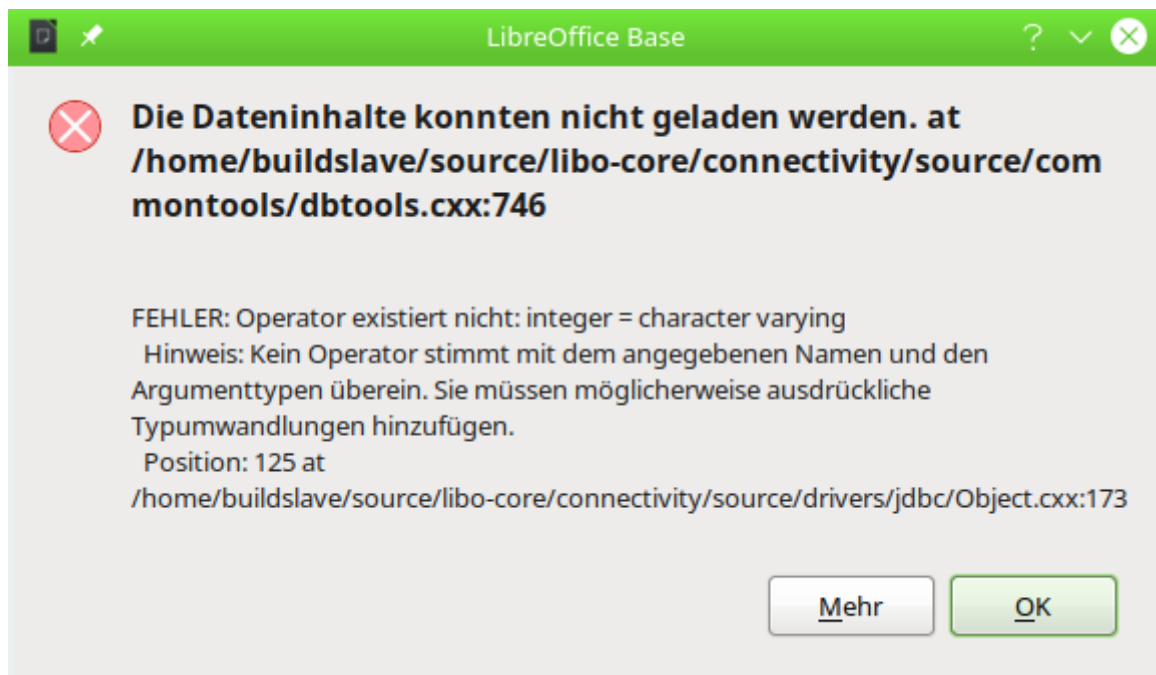 LibreOffice Base
Die Dateninhalte konnten nicht geladen werden. at
/home/buildslave/source/libo-core/connectivity/source/com
montools/dbtools.cxx:746
FEHLER: Operator existiert nicht: integer = character varying
Hinweis: Kein Operator stimmt mit dem angegebenen Namen und den
Argumenttypen überein. Sie müssen möglicherweise ausdrückliche
Typumwandlungen hinzufügen.
Position: 125 at
/home/buildslave/source/libo-core/connectivity/source/drivers/jdbc/Object.cxx:173
Mehr
OK